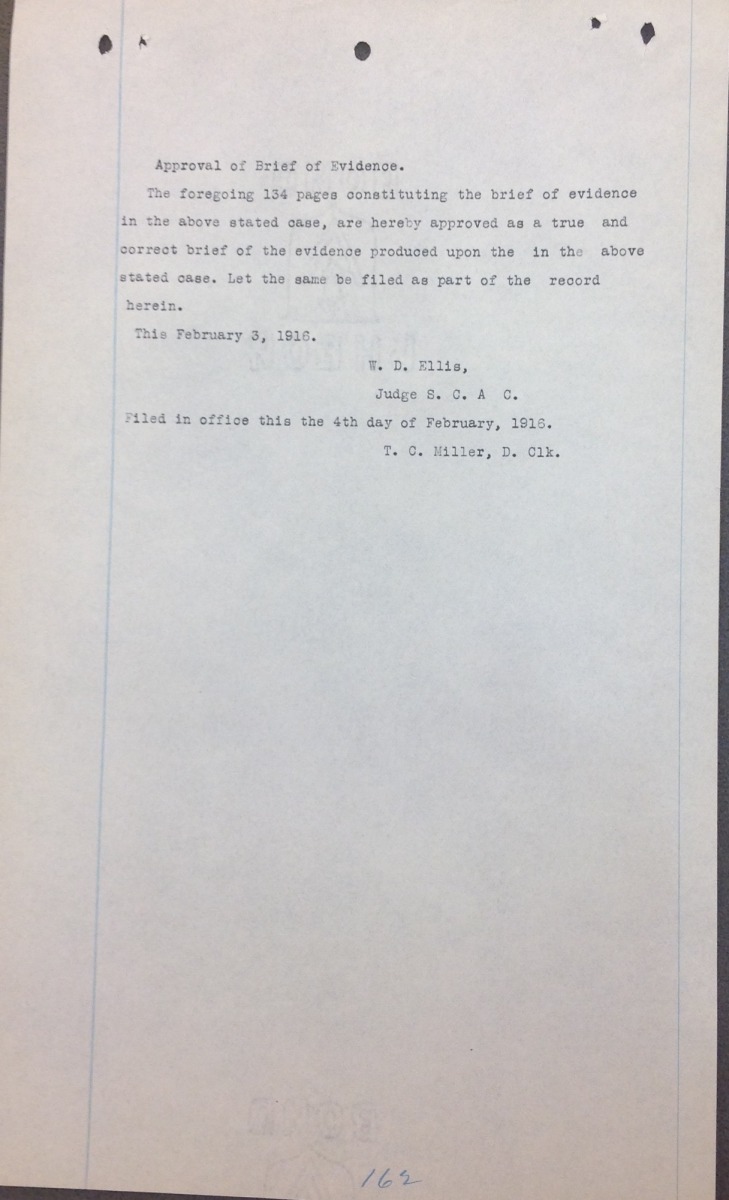 Approval of Brief of Evidence.
The foregoing 134 pages constituting the brief of evidence
in the above stated case, are hereby approved as a true and
correct brief of the evidence produced upon the in the above
stated case. Let the same be filed as part of the record
herein.
This February 3, 1916.
W. D. Ellis,
Judge S. C. A C.
Filed in office this the 4th day of February, 1916.
T. C. Miller, D. Clk.
162